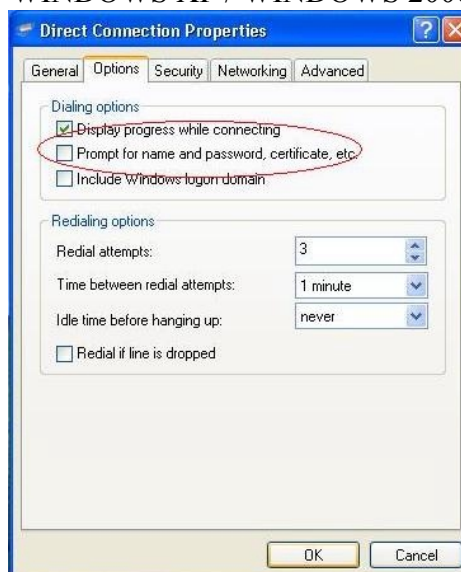 Direct Connection Properties
General Options Security Networking Advanced
Dialing options
Display progress while connecting
Prompt for name and password, certificate, etc.
Include Windows logon domain
Redialing options
Redial attempts: 3
Time between redial attempts: 1 minute
Idle time before hanging up: never
Redial if line is dropped
OK Cancel